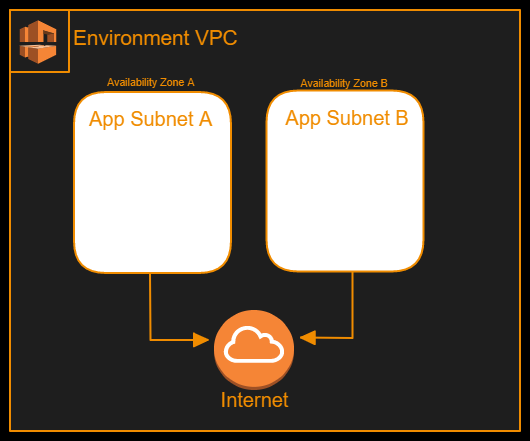 Environment VPC
Availability Zone A
Availability Zone B
App Subnet A
App Subnet B
Internet